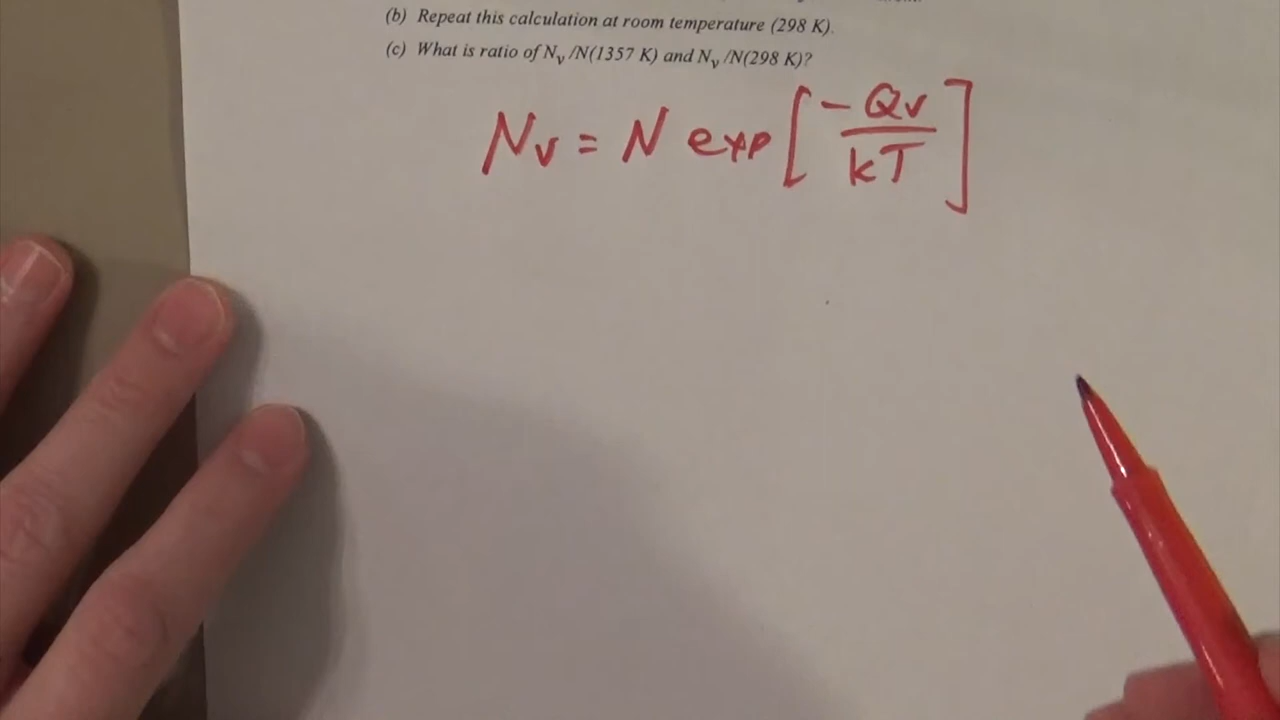 (b) Repeat this calculation at room temperature (298 K).
(c) What is ratio of Nᵥ /N(1357 K) and Nᵥ /N(298 K)?
Nᵥ = N exp [ -Qᵥ / kT ]